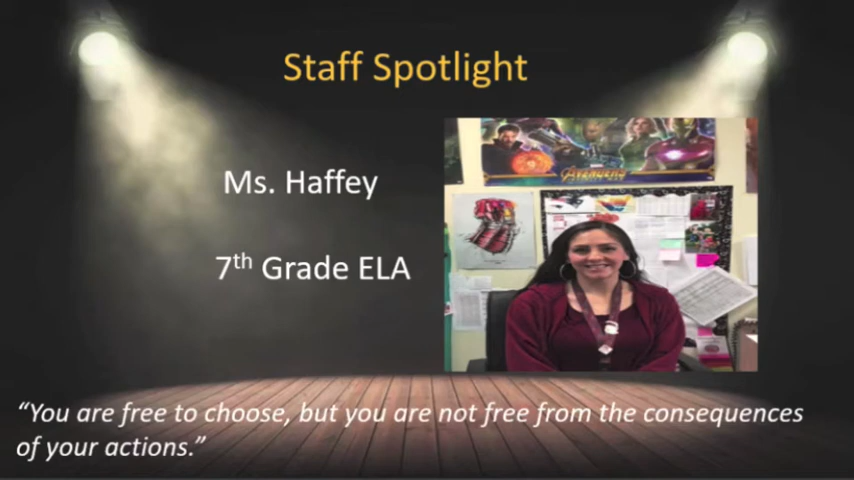 Staff Spotlight
Ms. Haffey
7th Grade ELA
AVENGERS
“You are free to choose, but you are not free from the consequences
of your actions.”